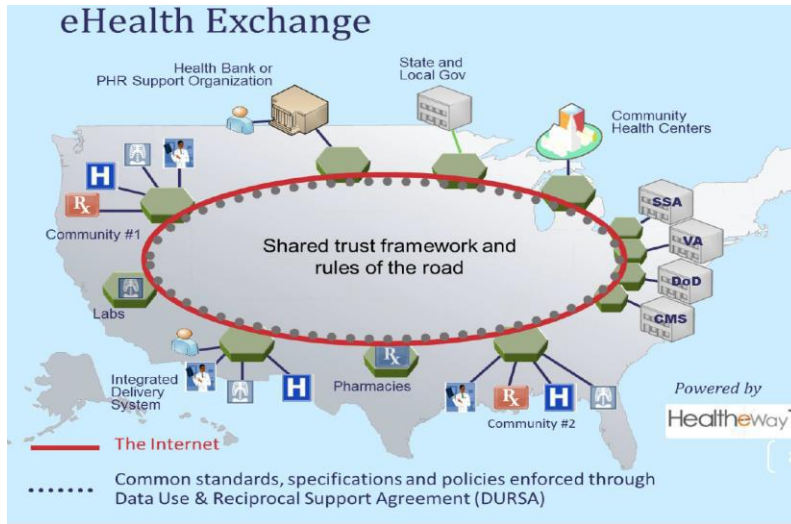 eHealth Exchange
Health Bank or
PHR Support Organization
State and
Local Gov
Community
Health Centers
H
Rx
Community #1
SSA
VA
DoD
CMS
Shared trust framework and
rules of the road
Labs
Integrated
Delivery
System
H
Rx
Pharmacies
Rx
H
Community #2
Powered by
HealtheWay
The Internet
Common standards, specifications and policies enforced through
Data Use & Reciprocal Support Agreement (DURSA)